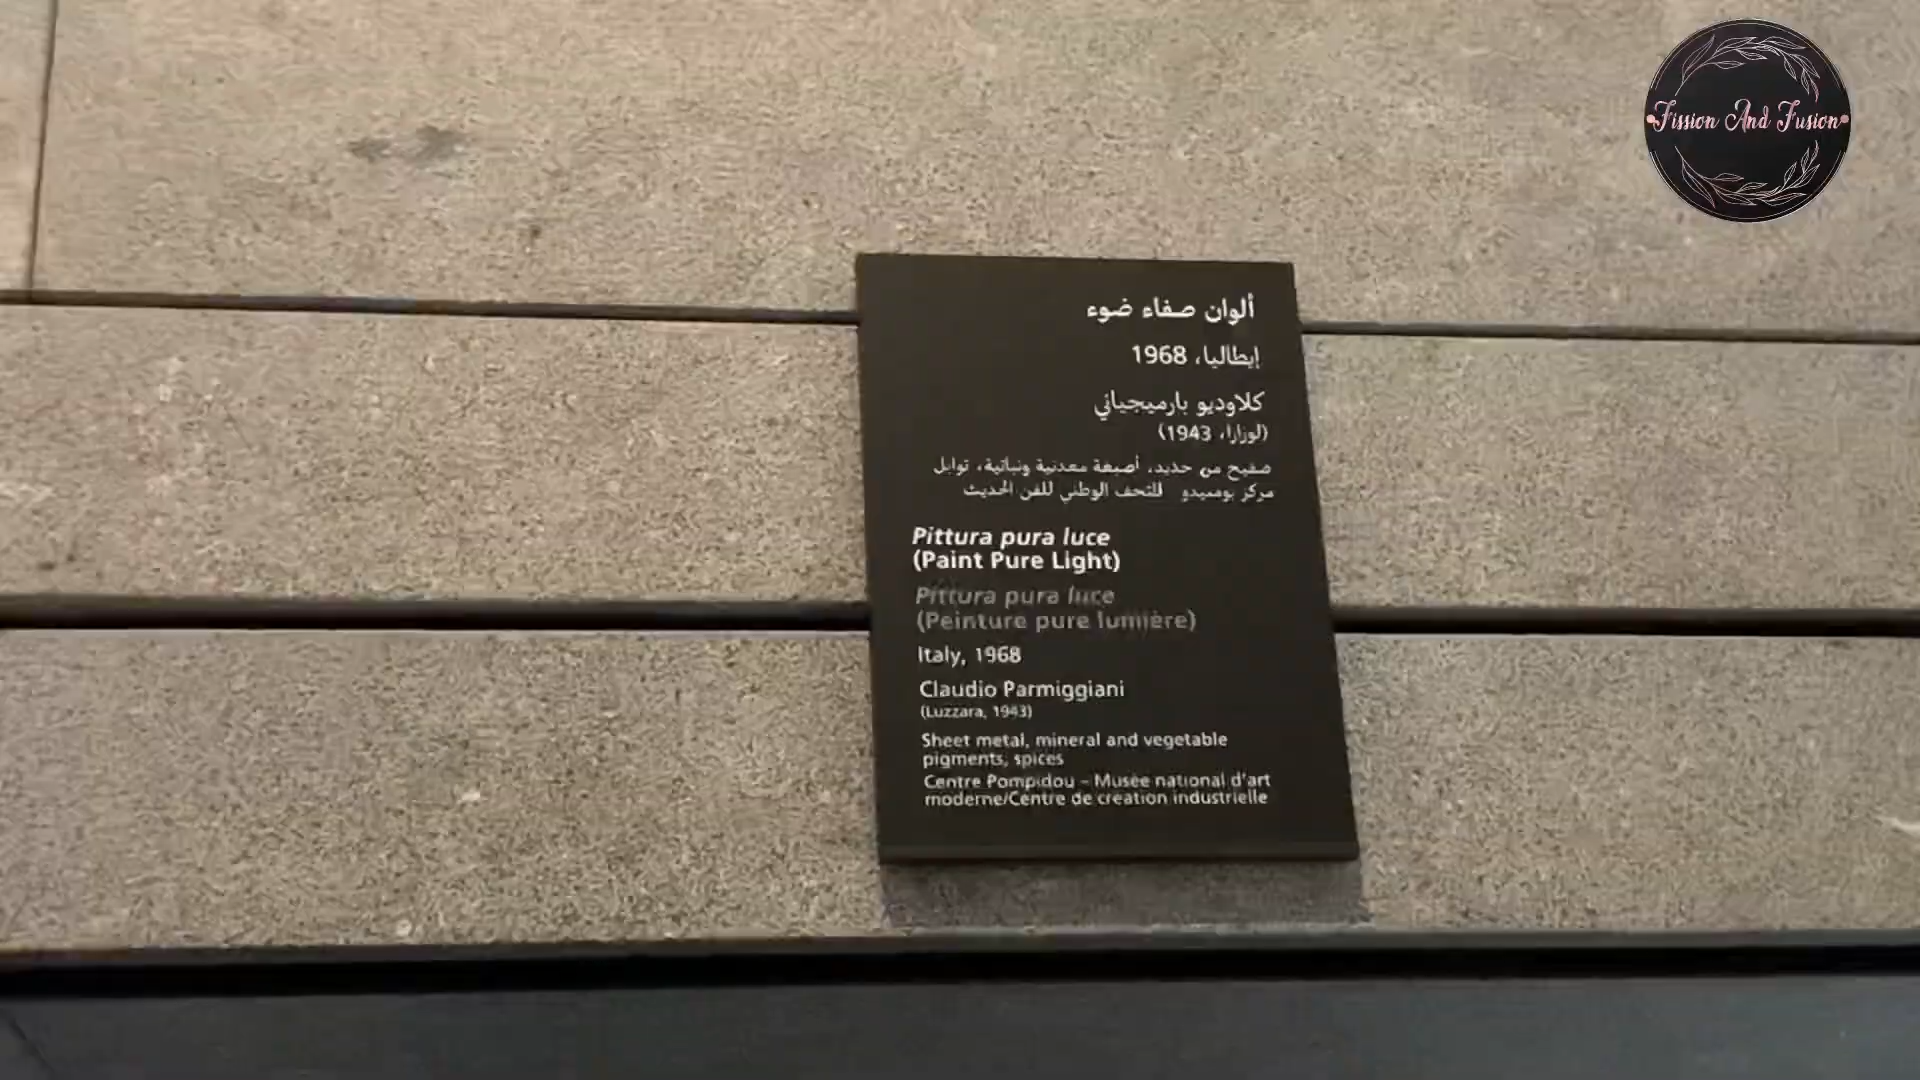 Fission And Fusion
ألوان صفاء ضوء
إيطاليا، 1968
كلاوديو بارميجياني
(لوزارا، 1943)
صفيح من حديد، أصبغة معدنية ونباتية، توابل
مركز بومبيدو للتحف الوطني للفن الحديث
Pittura pura luce
(Paint Pure Light)
Pittura pura luce
(Peinture pure lumière)
Italy, 1968
Claudio Parmiggiani
(Luzzara, 1943)
Sheet metal, mineral and vegetable
pigments, spices
Centre Pompidou – Musée national d'art
moderne/Centre de création industrielle